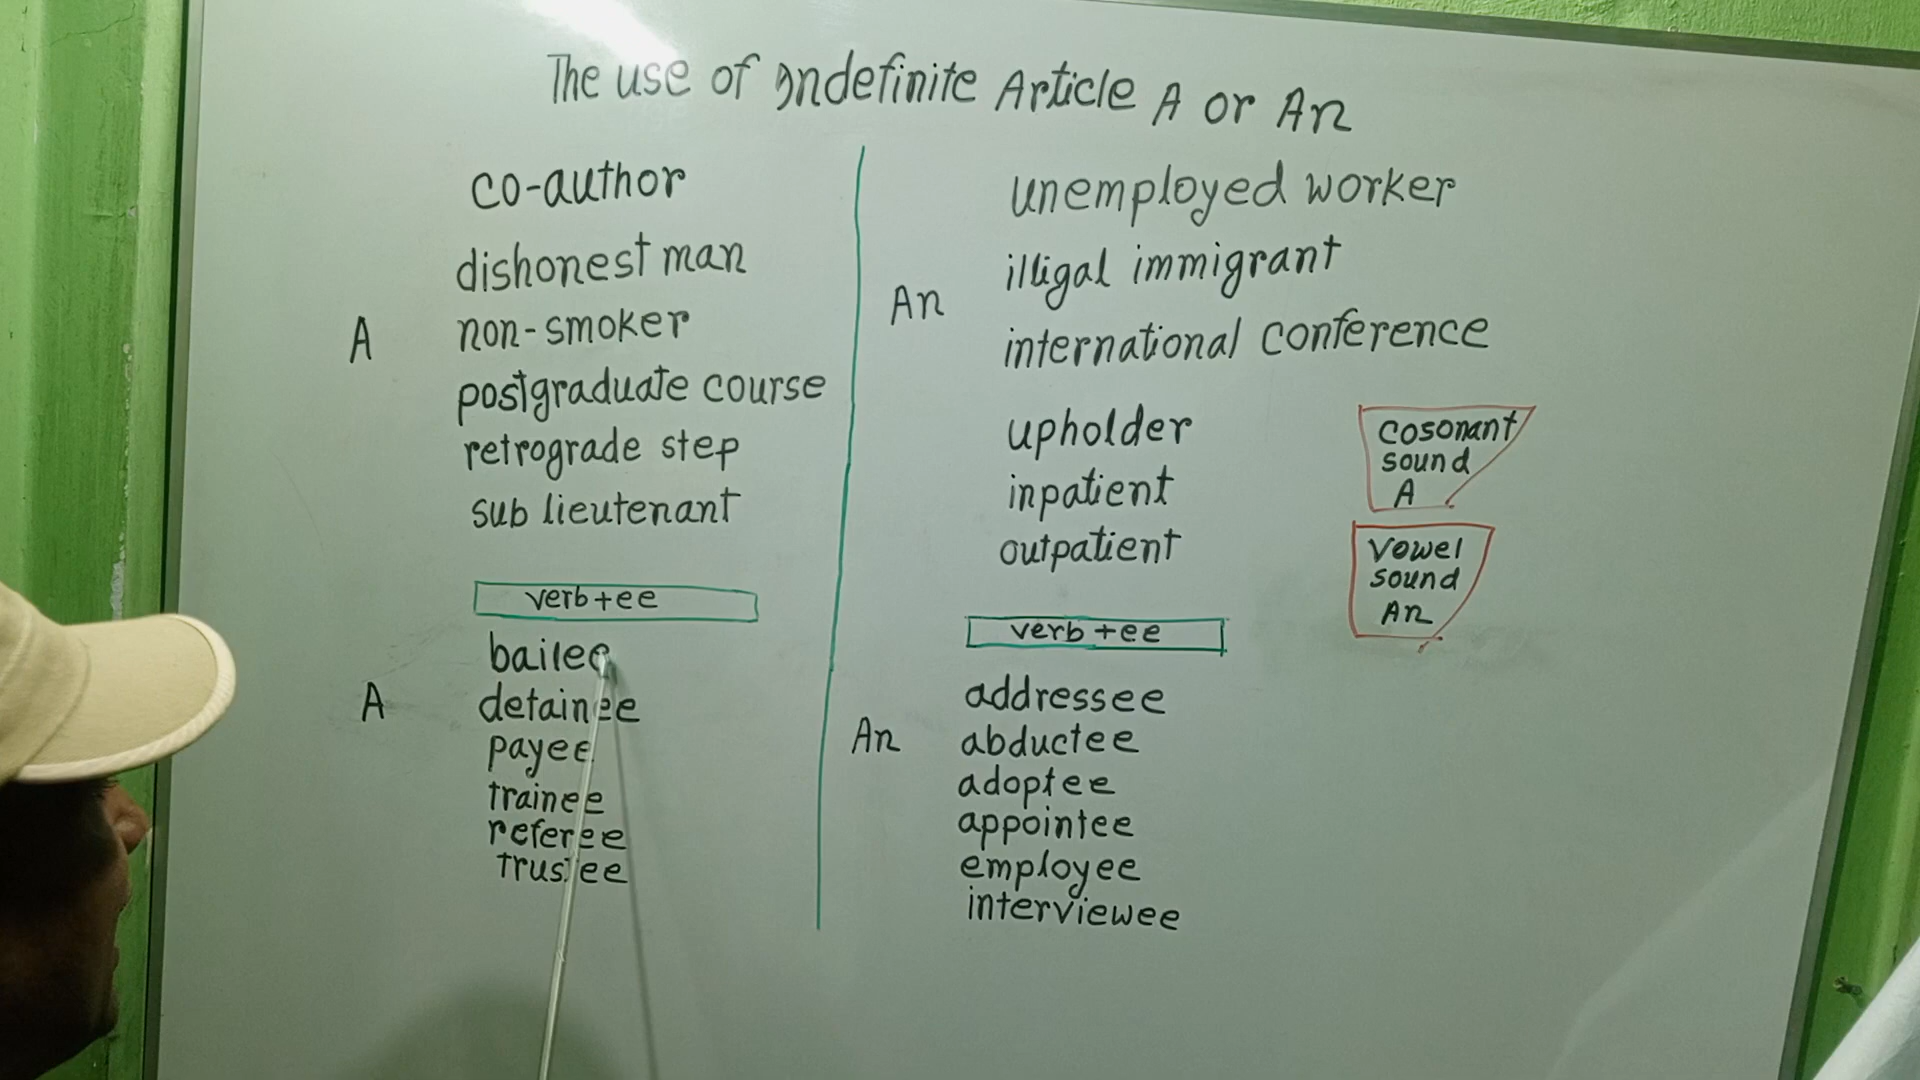 The use of Indefinite Article A or An
co-author
dishonest man
A
non-smoker
postgraduate course
retrograde step
sub lieutenant
verb+ee
bailee
A
detainee
payee
trainee
referee
trustee
unemployed worker
illigal immigrant
An
international conference
upholder
inpatient
outpatient
verb +ee
addressee
An
abductee
adoptee
appointee
employee
interviewee
cosonant
sound
A
vowel
sound
An